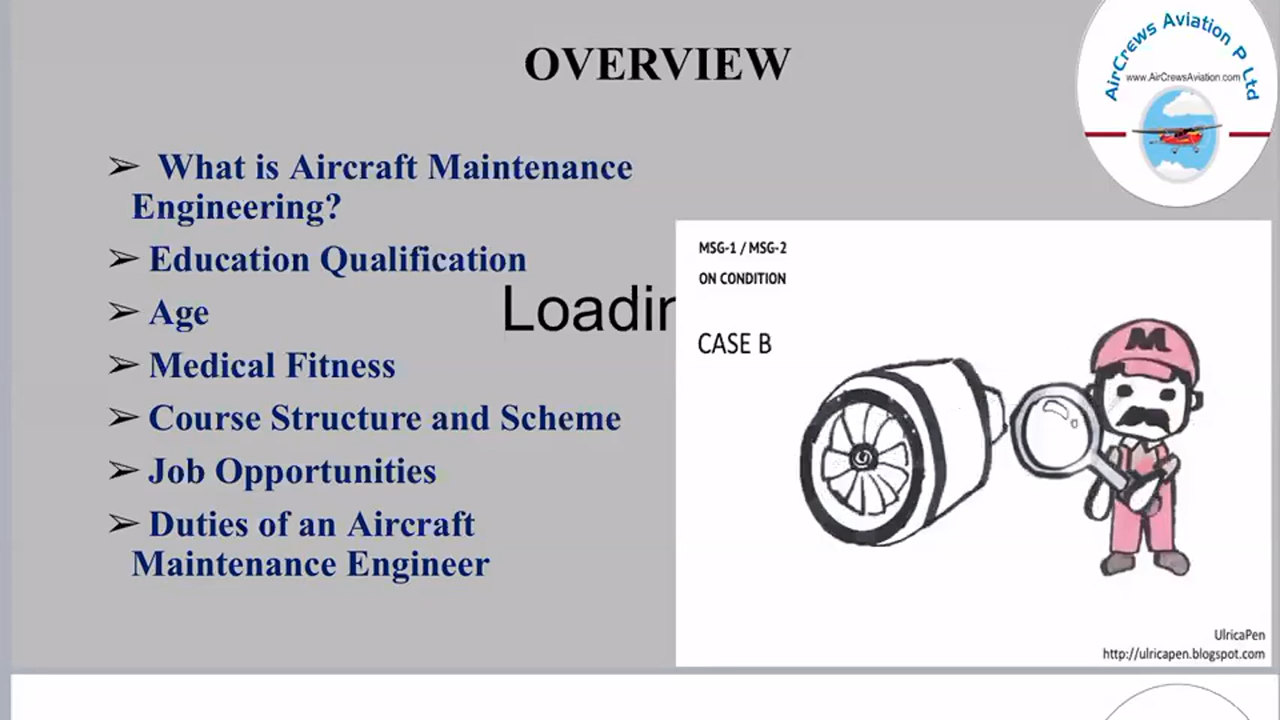 OVERVIEW
AirCrews Aviation P Ltd
www.AirCrewsAviation.com
➢ What is Aircraft Maintenance
Engineering?
➢ Education Qualification
➢ Age
➢ Medical Fitness
➢ Course Structure and Scheme
➢ Job Opportunities
➢ Duties of an Aircraft
Maintenance Engineer
Loadin
MSG-1 / MSG-2
ON CONDITION
CASE B
M
UlricaPen
http://ulricapen.blogspot.com